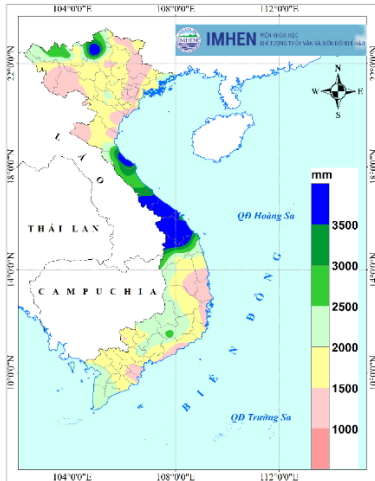 104°0'0"E 108°0'0"E 112°0'0"E
IMHEN VIỆN KHOA HỌC
KHÍ TƯỢNG THỦY VĂN VÀ BIẾN ĐỔI KHÍ HẬU
22°0'0"N
N
W E
S
LÀO
18°0'0"N 18°0'0"N
mm
QĐ Hoàng Sa
3500
THÁI LAN
3000
14°0'0"N
2500
CAMPUCHIA
2000
BIỂN ĐÔNG
1500
10°0'0"N
QĐ Trường Sa
1000
104°0'0"E 108°0'0"E 112°0'0"E